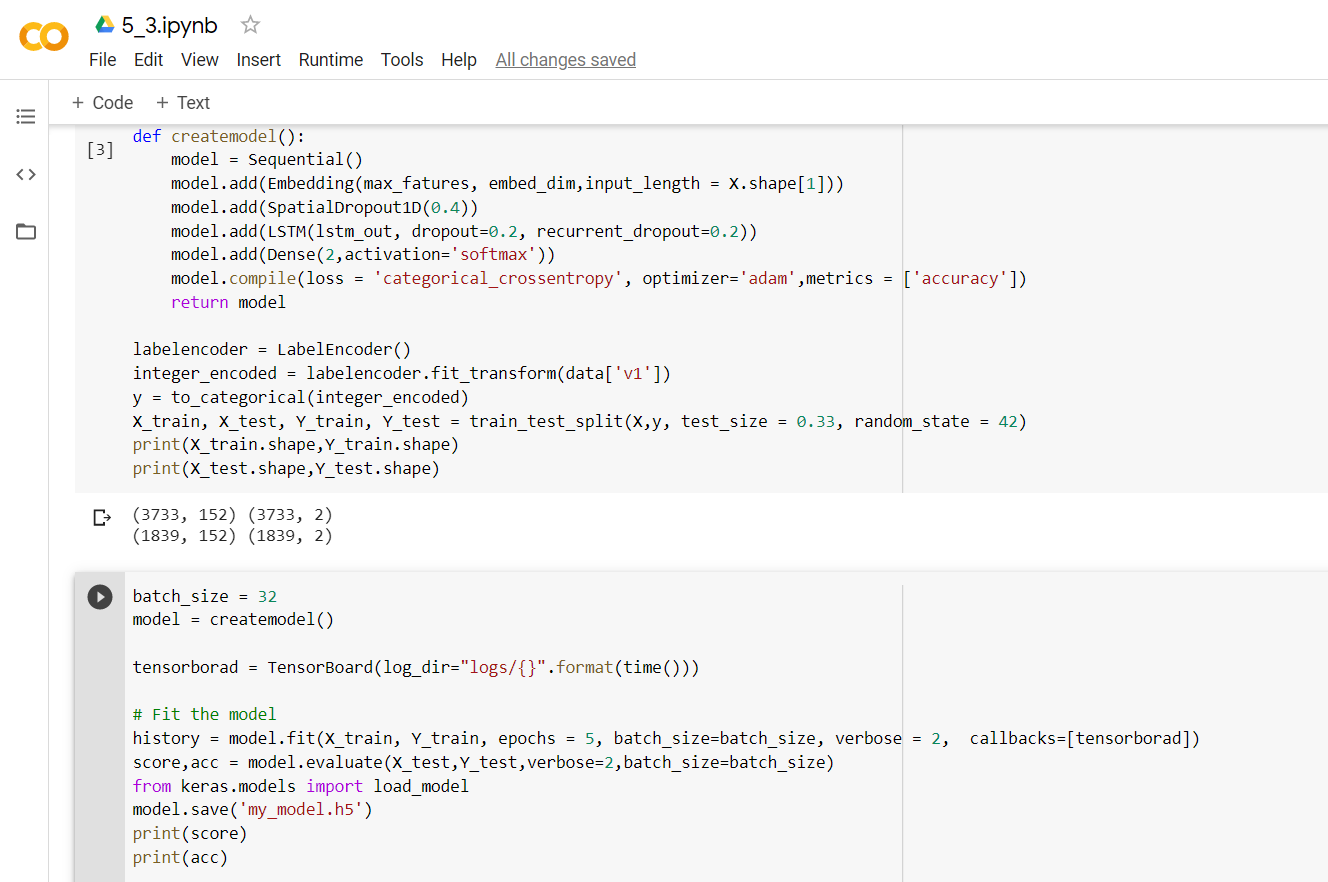 5_3.ipynb
File Edit View Insert Runtime Tools Help All changes saved
+ Code + Text
[3]
def createmodel():
    model = Sequential()
    model.add(Embedding(max_fatures, embed_dim,input_length = X.shape[1]))
    model.add(SpatialDropout1D(0.4))
    model.add(LSTM(lstm_out, dropout=0.2, recurrent_dropout=0.2))
    model.add(Dense(2,activation='softmax'))
    model.compile(loss = 'categorical_crossentropy', optimizer='adam',metrics = ['accuracy'])
    return model
labelencoder = LabelEncoder()
integer_encoded = labelencoder.fit_transform(data['v1'])
y = to_categorical(integer_encoded)
X_train, X_test, Y_train, Y_test = train_test_split(X,y, test_size = 0.33, random_state = 42)
print(X_train.shape,Y_train.shape)
print(X_test.shape,Y_test.shape)
(3733, 152) (3733, 2)
(1839, 152) (1839, 2)
batch_size = 32
model = createmodel()
tensorborad = TensorBoard(log_dir="logs/{}".format(time()))
# Fit the model
history = model.fit(X_train, Y_train, epochs = 5, batch_size=batch_size, verbose = 2,  callbacks=[tensorborad])
score,acc = model.evaluate(X_test,Y_test,verbose=2,batch_size=batch_size)
from keras.models import load_model
model.save('my_model.h5')
print(score)
print(acc)